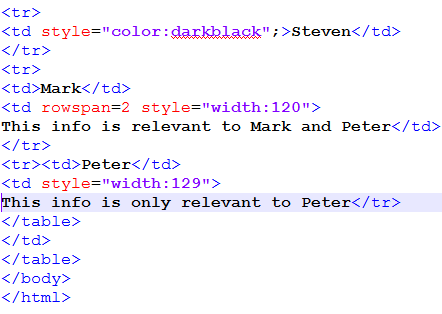 <tr>
<td style="color:darkblack";>Steven</td>
</tr>
<tr>
<td>Mark</td>
<td rowspan=2 style="width:120">
This info is relevant to Mark and Peter</td>
</tr>
<tr><td>Peter</td>
<td style="width:129">
This info is only relevant to Peter</tr>
</table>
</td>
</table>
</body>
</html>